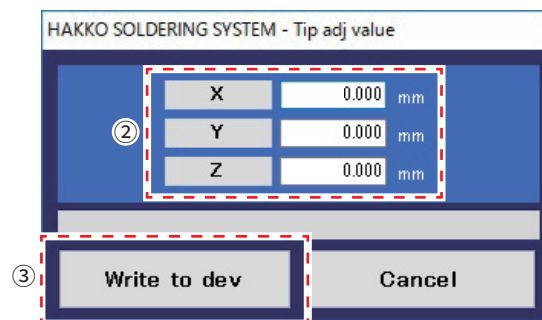 HAKKO SOLDERING SYSTEM - Tip adj value
② X 0.000 mm
Y 0.000 mm
Z 0.000 mm
③ Write to dev Cancel